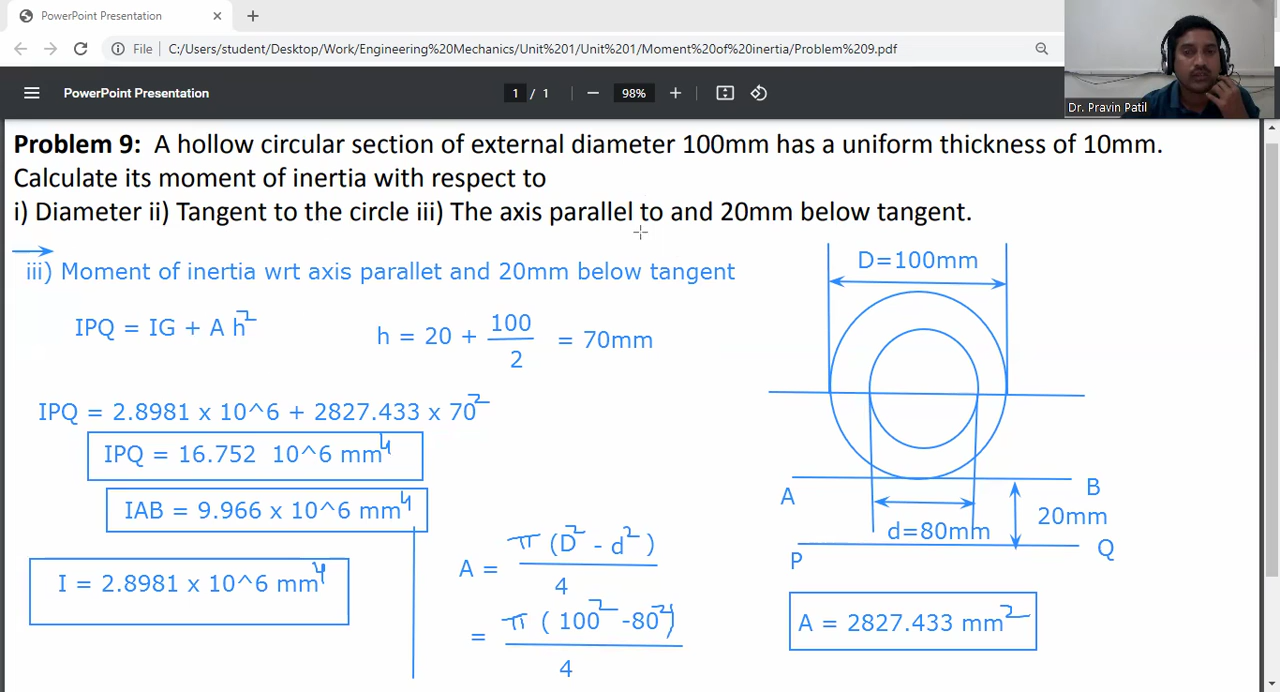 PowerPoint Presentation
File C:/Users/student/Desktop/Work/Engineering%20Mechanics/Unit%201/Unit%201/Moment%20of%20inertia/Problem%209.pdf
Dr. Pravin Patil
PowerPoint Presentation 1 / 1 98%
Problem 9: A hollow circular section of external diameter 100mm has a uniform thickness of 10mm.
Calculate its moment of inertia with respect to
i) Diameter ii) Tangent to the circle iii) The axis parallel to and 20mm below tangent.
iii) Moment of inertia wrt axis parallet and 20mm below tangent
IPQ = IG + A h²
h = 20 + 100/2 = 70mm
IPQ = 2.8981 x 10^6 + 2827.433 x 70²
IPQ = 16.752 10^6 mm⁴
IAB = 9.966 x 10^6 mm⁴
I = 2.8981 x 10^6 mm⁴
A = π (D² - d²) / 4
= π ( 100² -80²) / 4
D=100mm
A B
d=80mm
20mm
P Q
A = 2827.433 mm²